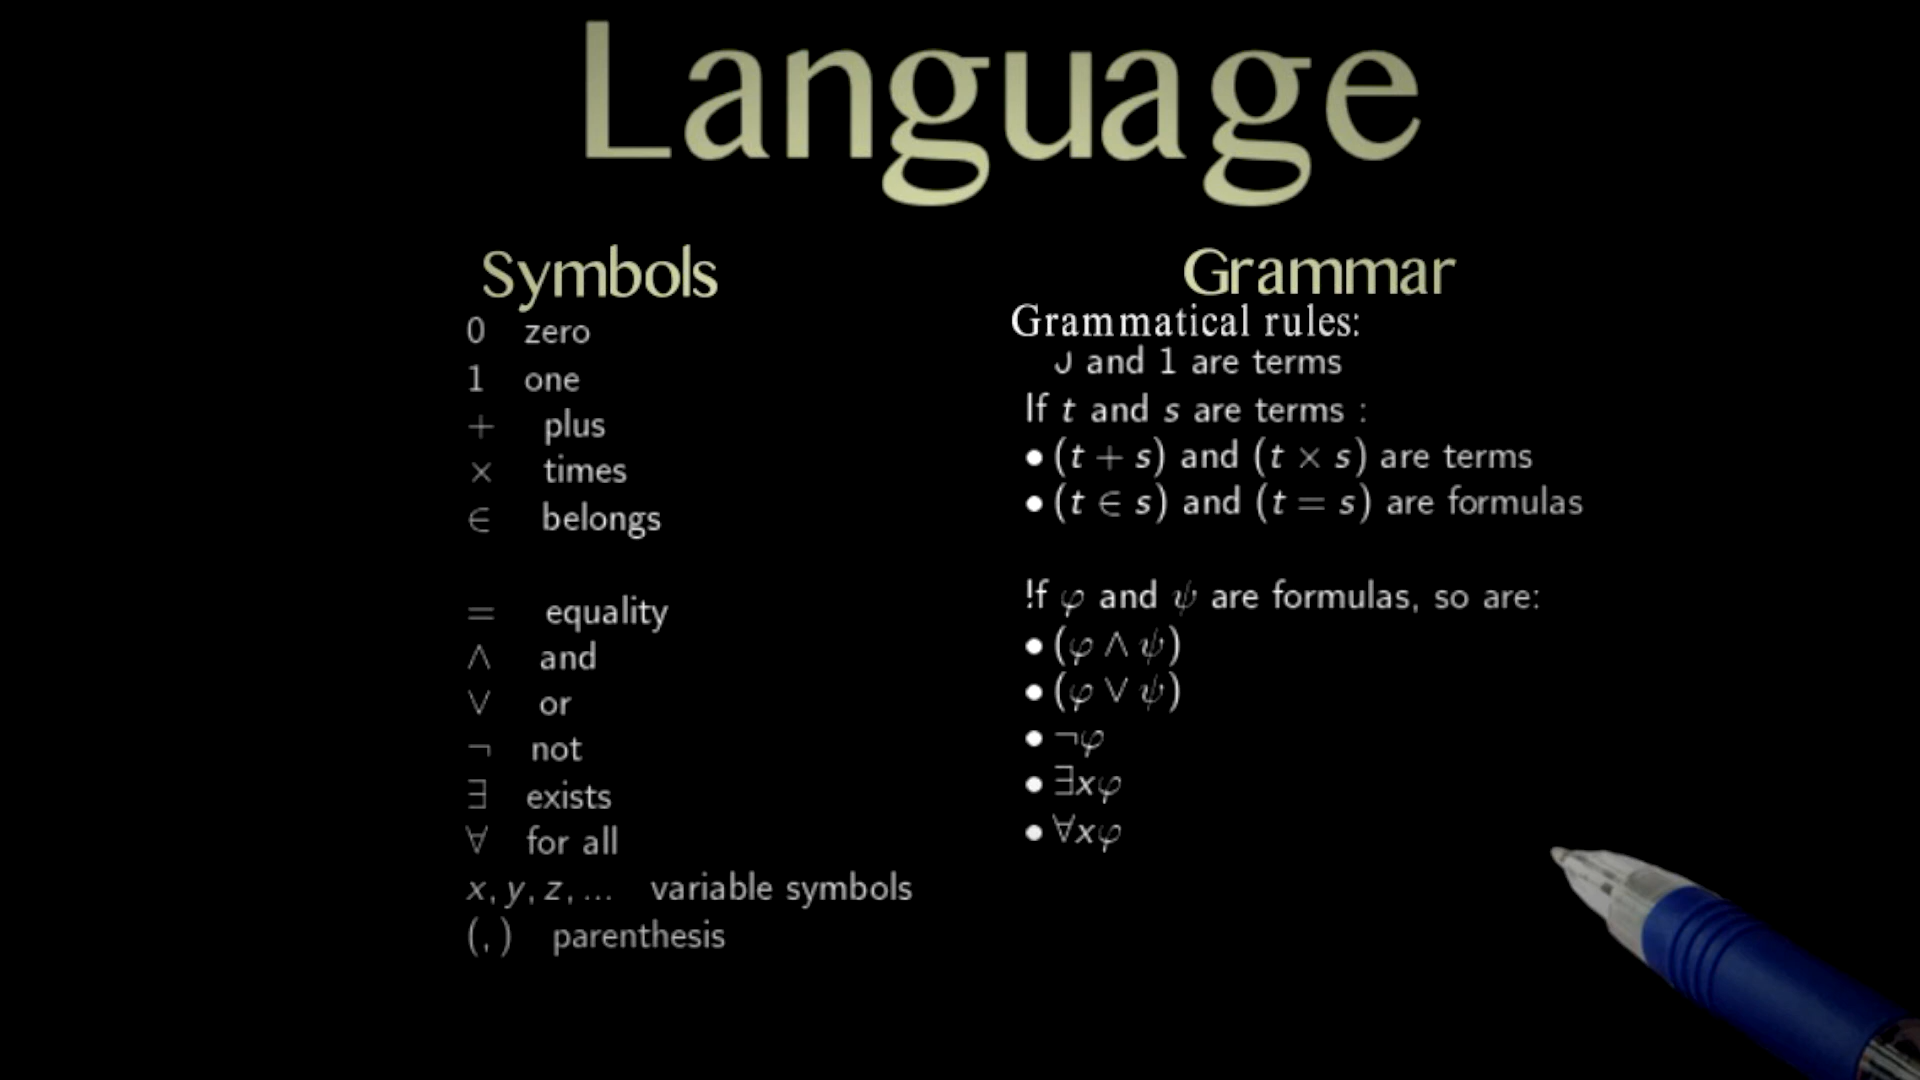 Language
Symbols
0 zero
1 one
+ plus
× times
∈ belongs
= equality
∧ and
∨ or
¬ not
∃ exists
∀ for all
x, y, z, ... variable symbols
(, ) parenthesis
Grammar
Grammatical rules:
and 1 are terms
If t and s are terms :
• (t + s) and (t × s) are terms
• (t ∈ s) and (t = s) are formulas
If φ and ψ are formulas, so are:
• (φ ∧ ψ)
• (φ ∨ ψ)
• ¬φ
• ∃xφ
• ∀xφ